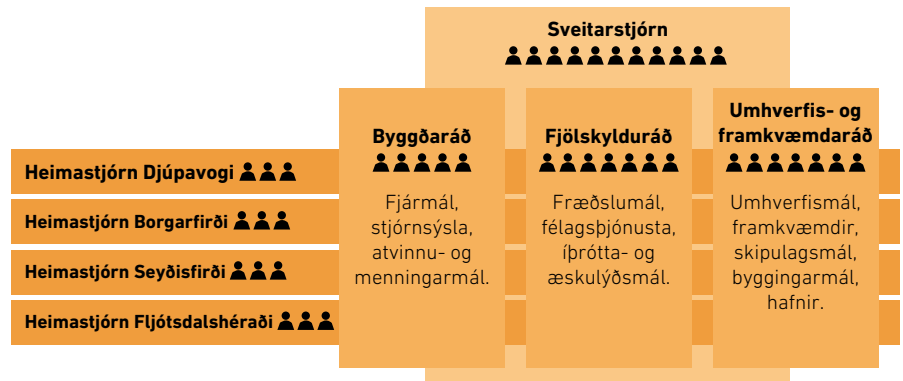 Sveitarstjórn
Byggðaráð
Fjármál,
stjórnsýsla,
atvinnu- og
menningarmál.
Fjölskylduráð
Fræðslumál,
félagsþjónusta,
íþrótta- og
æskulýðsmál.
Umhverfis- og
framkvæmdaráð
Umhverfismál,
framkvæmdir,
skipulagsmál,
byggingarmál,
hafnir.
Heimastjórn Djúpavogi
Heimastjórn Borgarfirði
Heimastjórn Seyðisfirði
Heimastjórn Fljótsdalshéraði